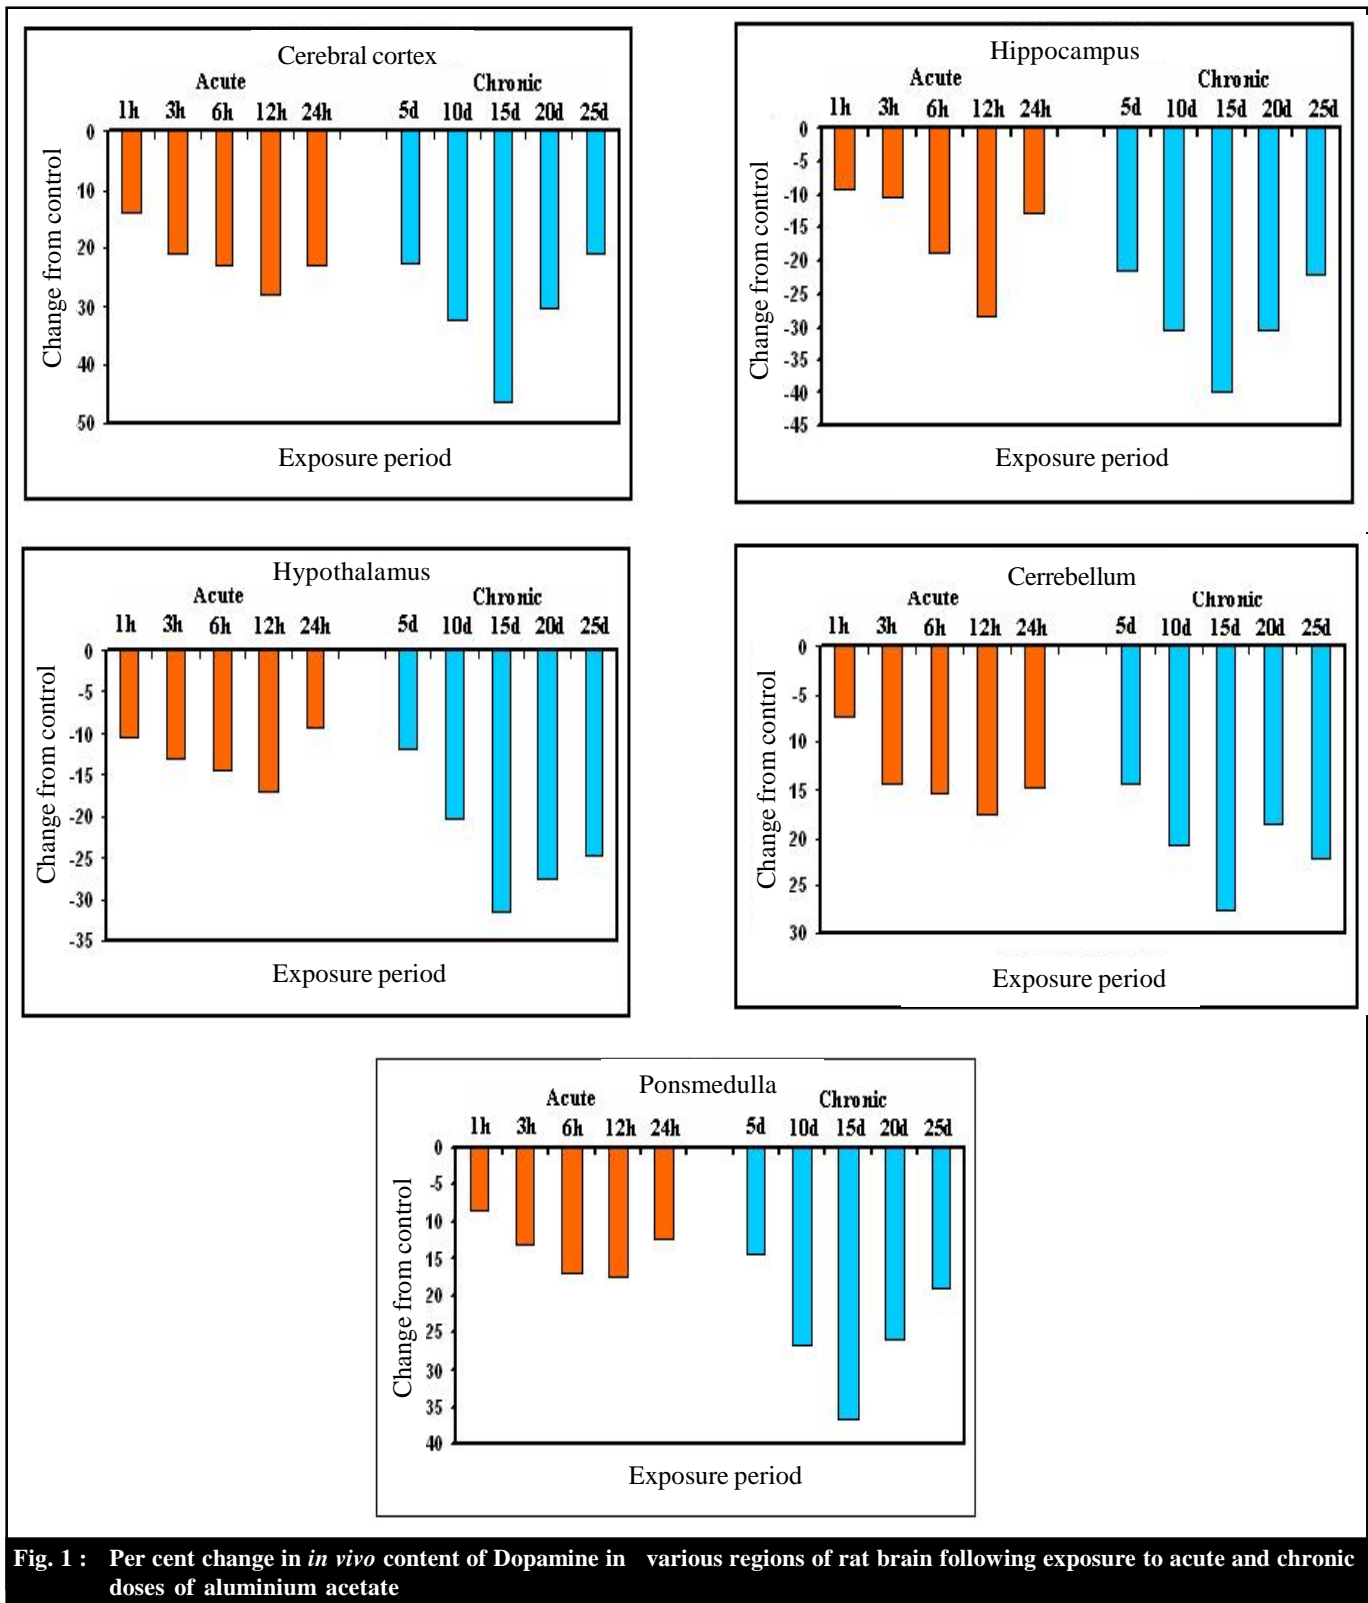 Cerebral cortex
Acute Chronic
1h 3h 6h 12h 24h 5d 10d 15d 20d 25d
0
10
20
30
40
50
Change from control
Exposure period
Hippocampus
Acute Chronic
1h 3h 6h 12h 24h 5d 10d 15d 20d 25d
0
-5
-10
-15
-20
-25
-30
-35
-40
-45
Change from control
Exposure period
Hypothalamus
Acute Chronic
1h 3h 6h 12h 24h 5d 10d 15d 20d 25d
0
-5
-10
-15
-20
-25
-30
-35
Change from control
Exposure period
Cerrebellum
Acute Chronic
1h 3h 6h 12h 24h 5d 10d 15d 20d 25d
0
-5
10
15
20
25
30
Change from control
Exposure period
Ponsmedulla
Acute Chronic
1h 3h 6h 12h 24h 5d 10d 15d 20d 25d
0
-5
10
15
20
25
30
35
40
Change from control
Exposure period
Fig. 1 : Per cent change in in vivo content of Dopamine in various regions of rat brain following exposure to acute and chronic
doses of aluminium acetate